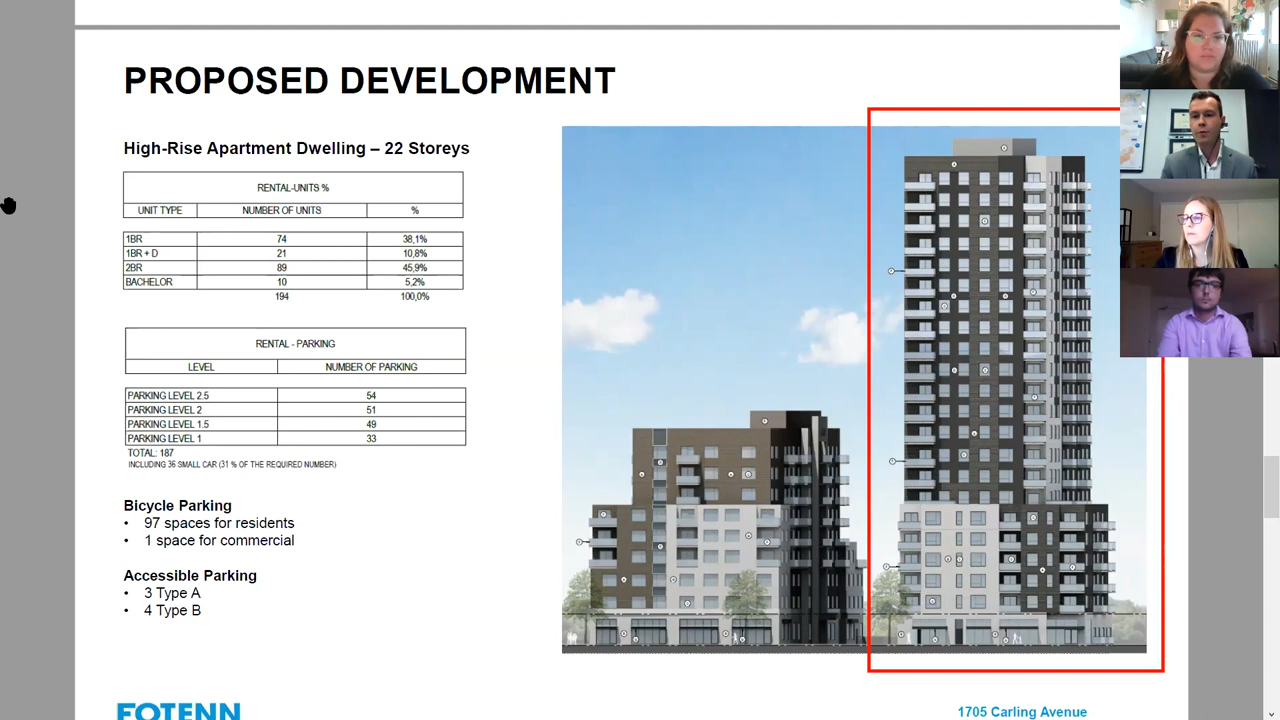 PROPOSED DEVELOPMENT
High-Rise Apartment Dwelling – 22 Storeys
RENTAL-UNITS %
UNIT TYPE NUMBER OF UNITS %
1BR 74 38,1%
1BR + D 21 10,8%
2BR 89 45,9%
BACHELOR 10 5,2%
194 100,0%
RENTAL - PARKING
LEVEL NUMBER OF PARKING
PARKING LEVEL 2.5 54
PARKING LEVEL 2 51
PARKING LEVEL 1.5 49
PARKING LEVEL 1 33
TOTAL: 187
INCLUDING 36 SMALL CAR (31 % OF THE REQUIRED NUMBER)
Bicycle Parking
• 97 spaces for residents
• 1 space for commercial
Accessible Parking
• 3 Type A
• 4 Type B
FOTENN
1705 Carling Avenue